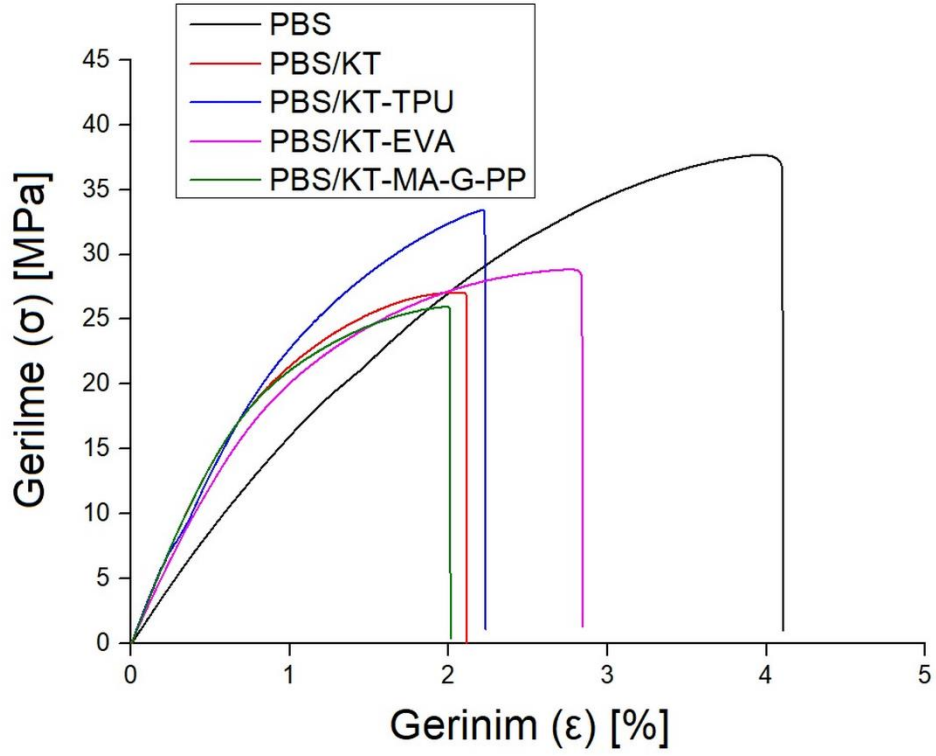 PBS
PBS/KT
PBS/KT-TPU
PBS/KT-EVA
PBS/KT-MA-G-PP
45
40
35
30
25
20
15
10
5
0
Gerilme (σ) [MPa]
0 1 2 3 4 5
Gerinim (ε) [%]